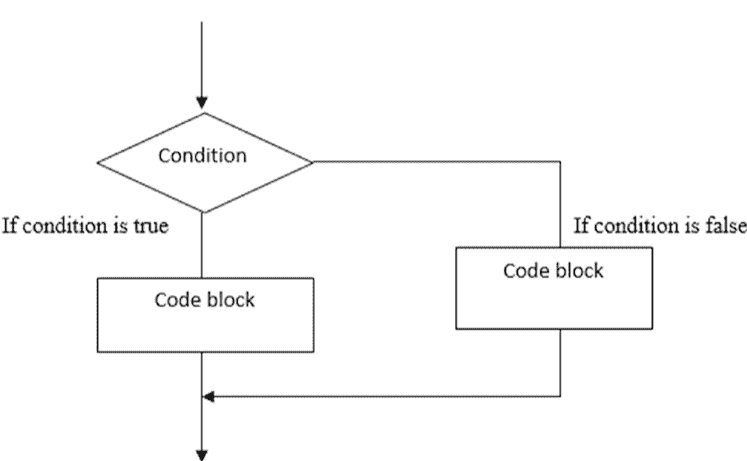 Condition
If condition is true
If condition is false
Code block
Code block